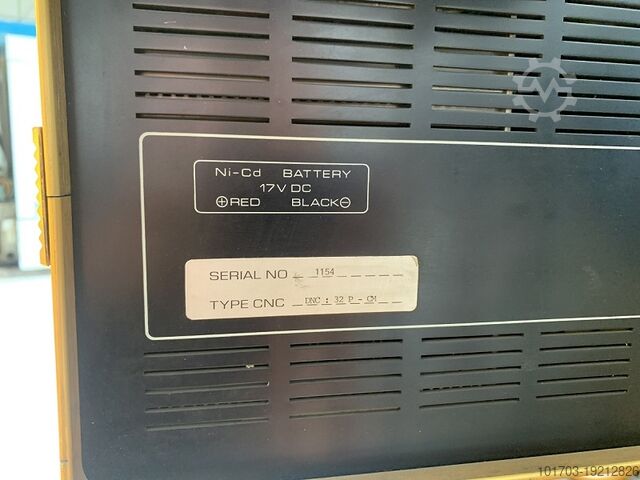 Ni-Cd BATTERY
17V DC
⊕RED BLACK⊖
SERIAL NO 1154
TYPE CNC DNC : 32 P - CM
101703-19212826